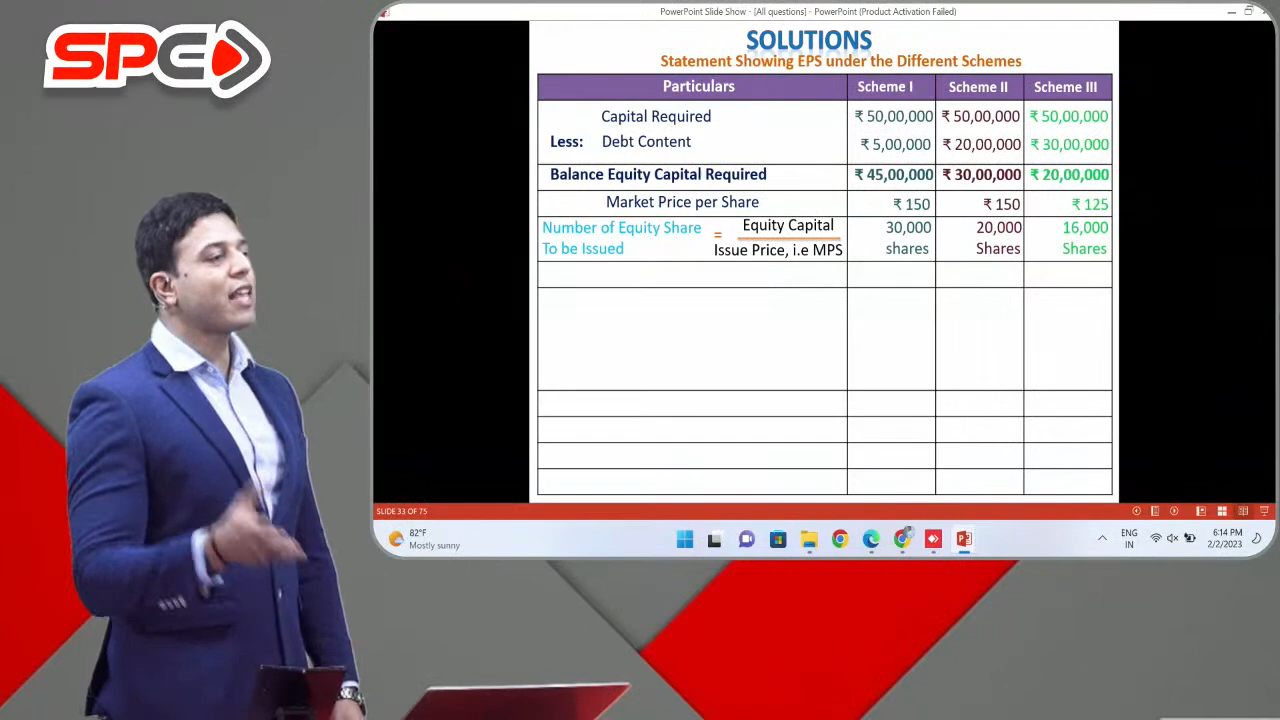 SPC
PowerPoint Slide Show - [All questions] - PowerPoint (Product Activation Failed)
SOLUTIONS
Statement Showing EPS under the Different Schemes
Particulars Scheme I Scheme II Scheme III
Capital Required ₹ 50,00,000 ₹ 50,00,000 ₹ 50,00,000
Less: Debt Content ₹ 5,00,000 ₹ 20,00,000 ₹ 30,00,000
Balance Equity Capital Required ₹ 45,00,000 ₹ 30,00,000 ₹ 20,00,000
Market Price per Share ₹ 150 ₹ 150 ₹ 125
Number of Equity Share = Equity Capital 30,000 20,000 16,000
To be Issued Issue Price, i.e MPS shares Shares Shares
SLIDE 33 OF 75
82°F
Mostly sunny
ENG
IN
6:14 PM
2/2/2023